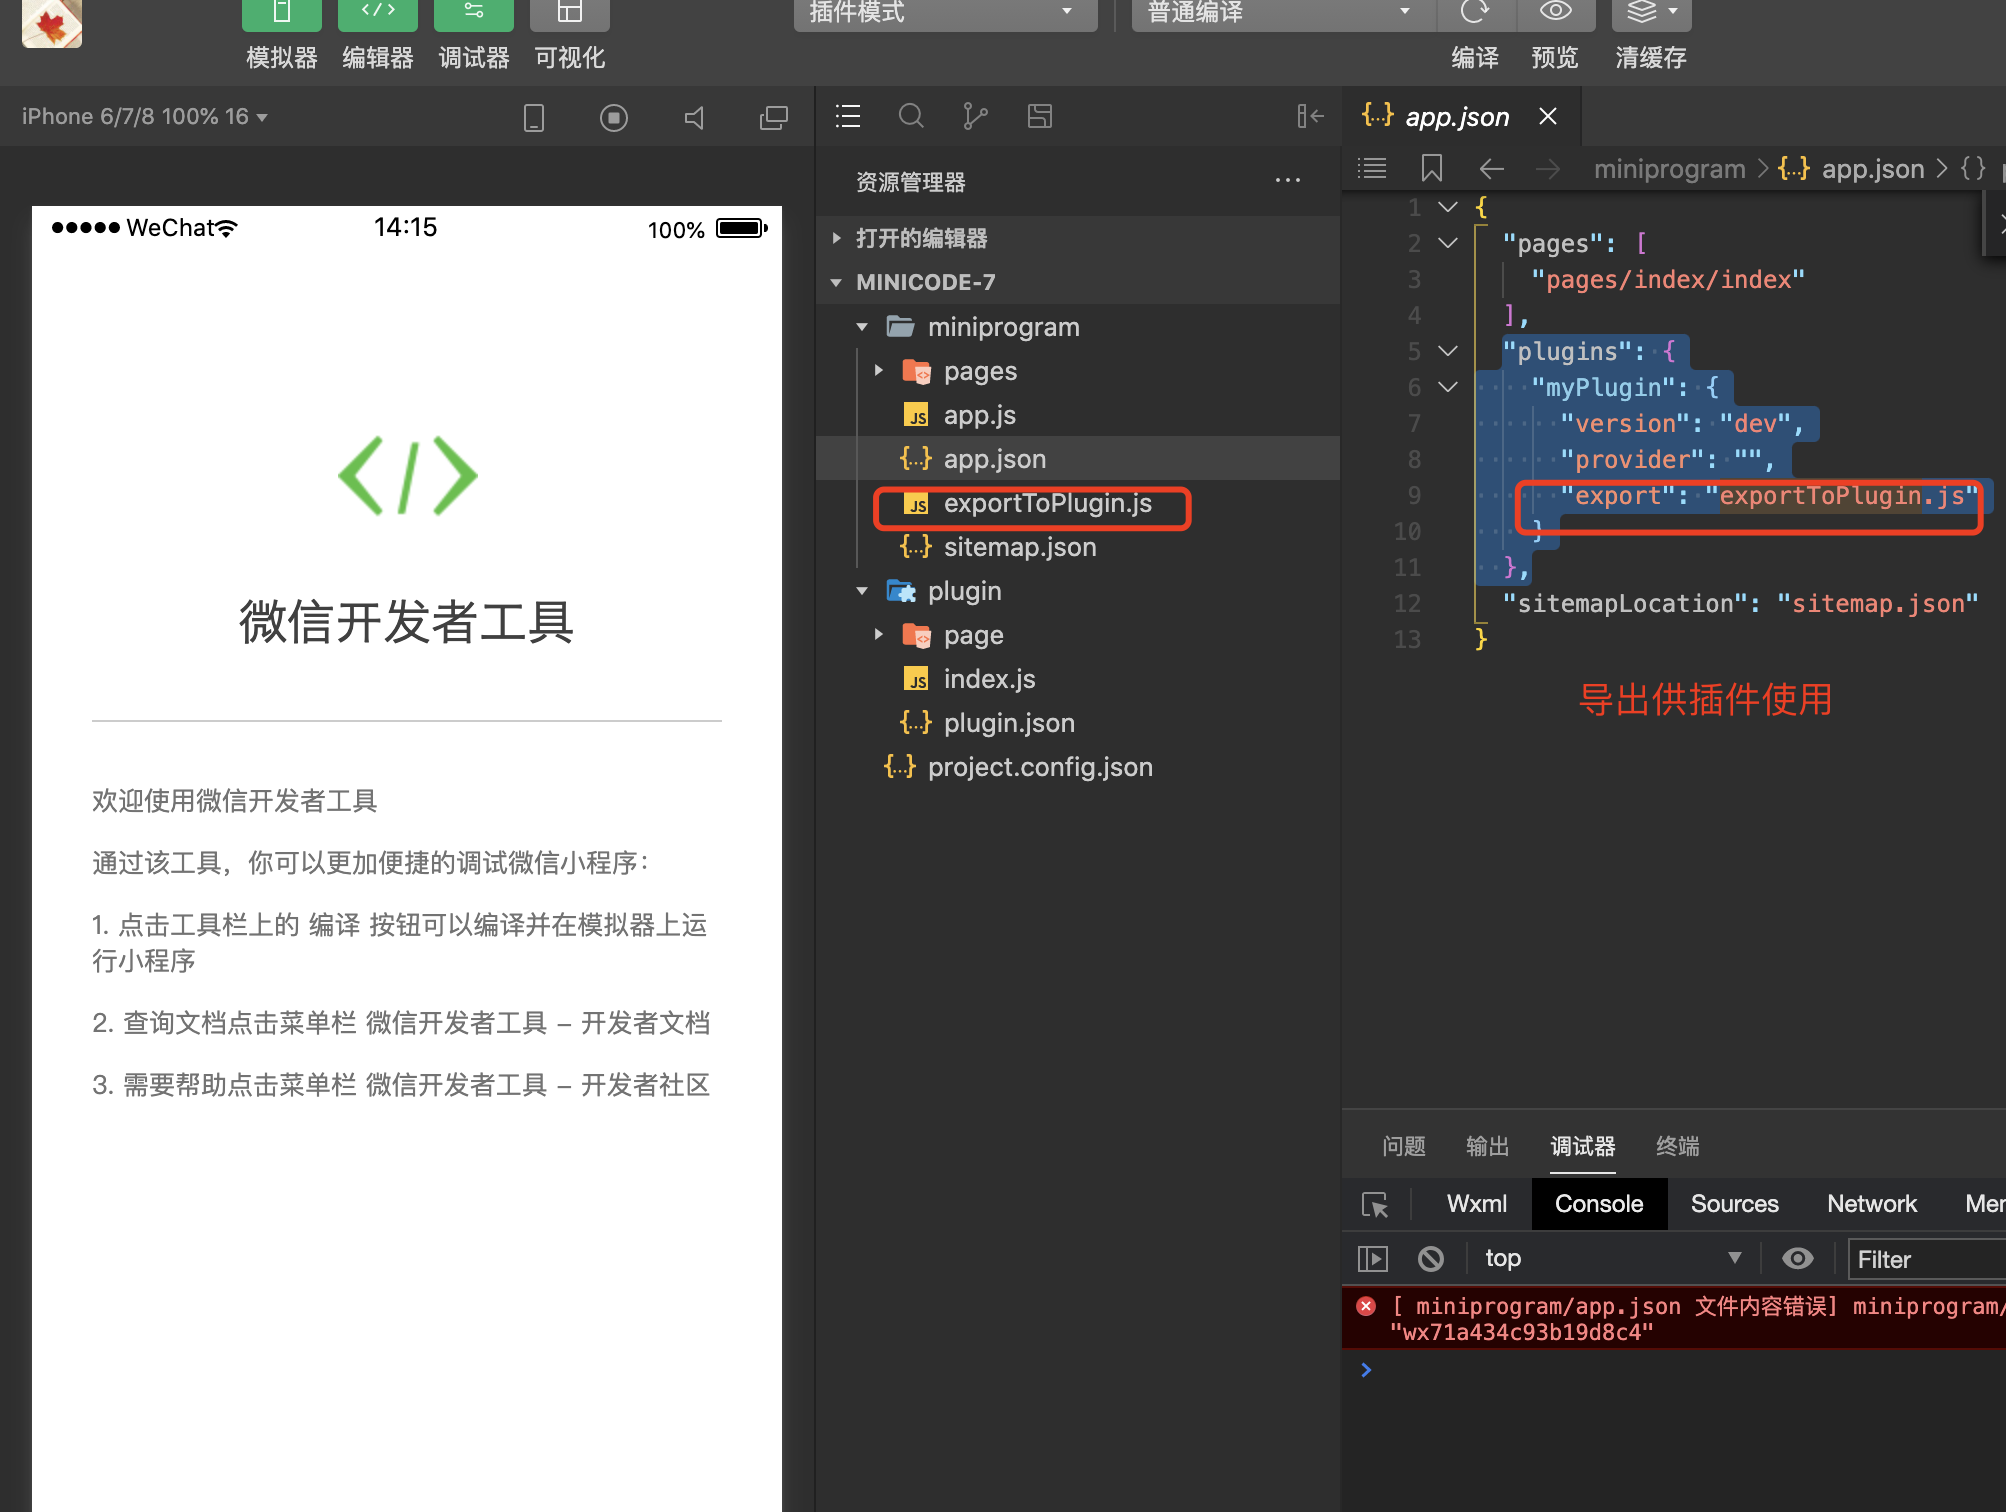 插件模式
普通编译
模拟器
编辑器
调试器
可视化
编译
预览
清缓存
iPhone 6/7/8 100% 16
WeChat
14:15
100%
微信开发者工具
欢迎使用微信开发者工具
通过该工具，你可以更加便捷的调试微信小程序：
1. 点击工具栏上的 编译 按钮可以编译并在模拟器上运
行小程序
2. 查询文档点击菜单栏 微信开发者工具 – 开发者文档
3. 需要帮助点击菜单栏 微信开发者工具 – 开发者社区
资源管理器
打开的编辑器
MINICODE-7
miniprogram
pages
JS app.js
{..} app.json
JS exportToPlugin.js
{..} sitemap.json
plugin
page
JS index.js
{..} plugin.json
{..} project.config.json
{..} app.json
miniprogram > {..} app.json > {}
1 {
2 "pages": [
3 "pages/index/index"
4 ],
5 "plugins": {
6 "myPlugin": {
7 "version": "dev",
8 "provider": "",
9 "export": "exportToPlugin.js"
10 }
11 },
12 "sitemapLocation": "sitemap.json"
13 }
导出供插件使用
问题
输出
调试器
终端
Wxml
Console
Sources
Network
top
Filter
[ miniprogram/app.json 文件内容错误] miniprogram/
"wx71a434c93b19d8c4"